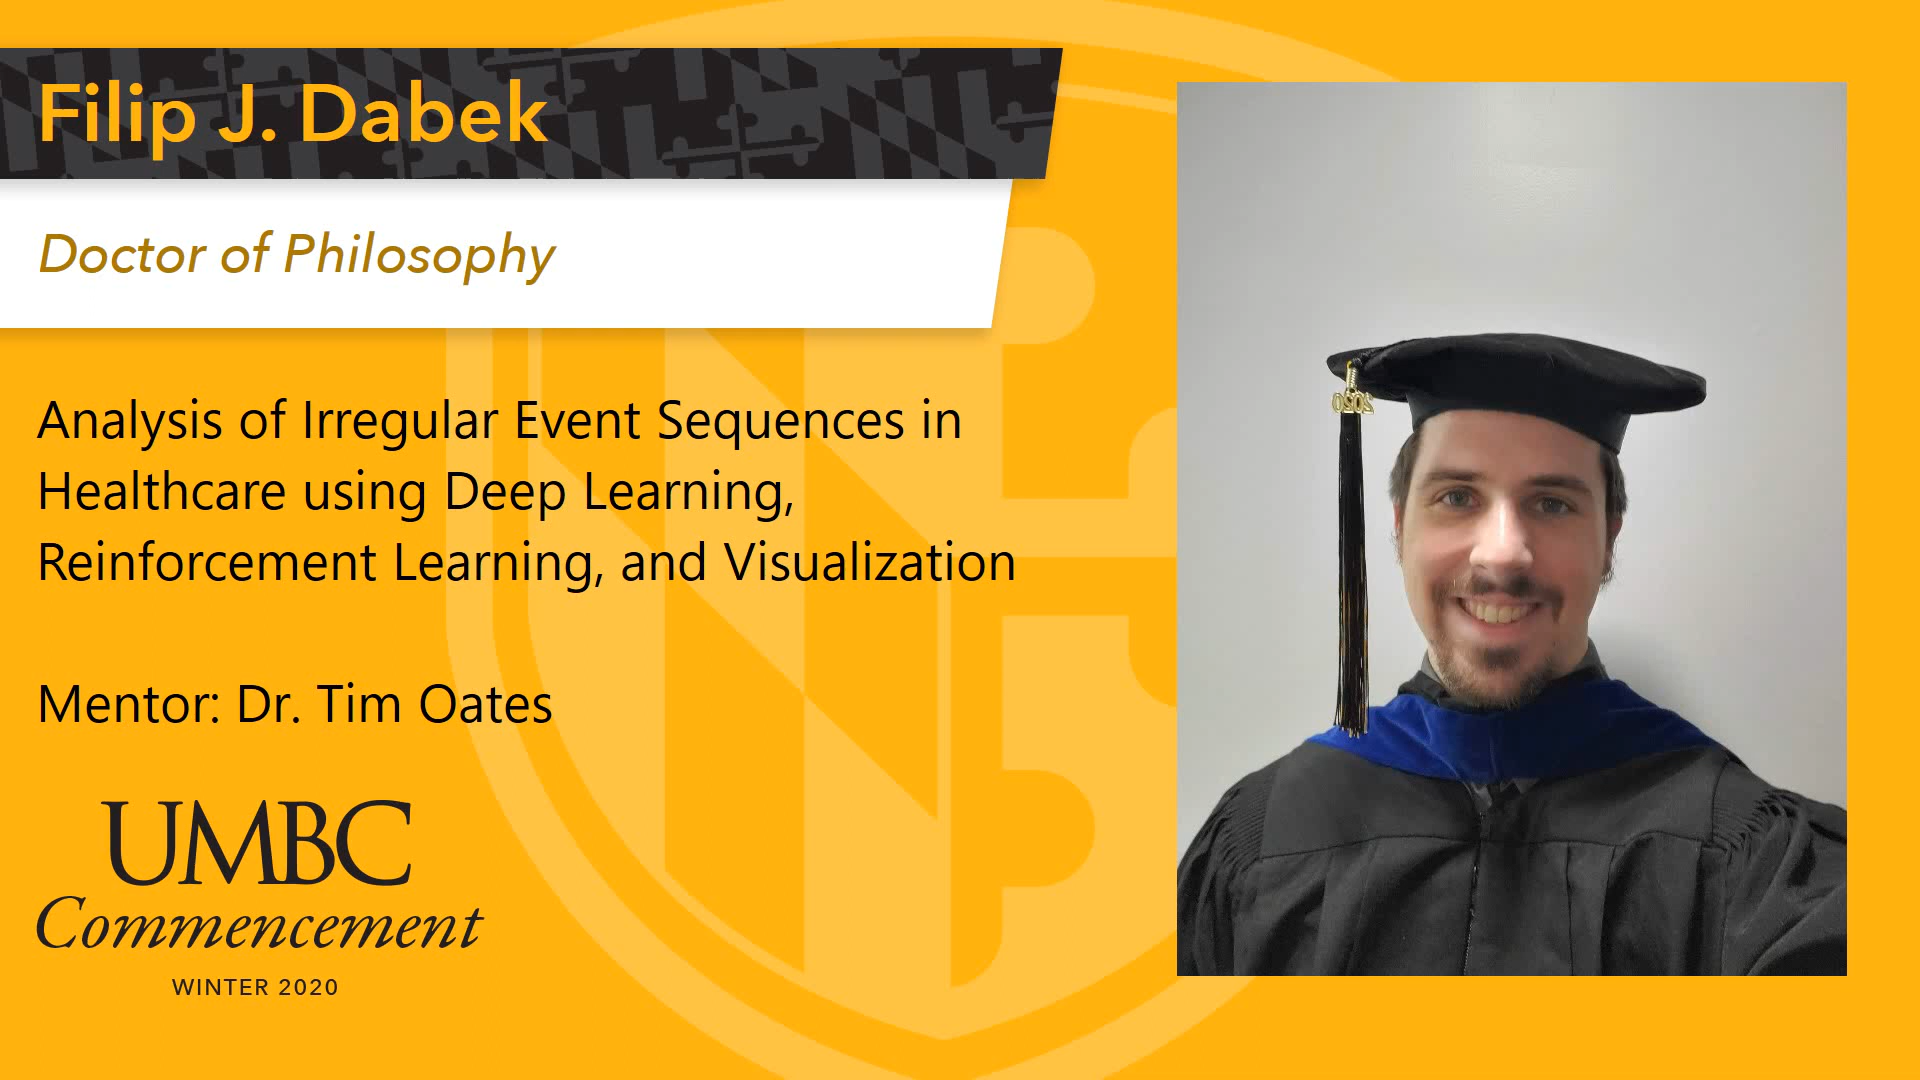 Filip J. Dabek
Doctor of Philosophy
Analysis of Irregular Event Sequences in
Healthcare using Deep Learning,
Reinforcement Learning, and Visualization
Mentor: Dr. Tim Oates
UMBC
Commencement
WINTER 2020
2020